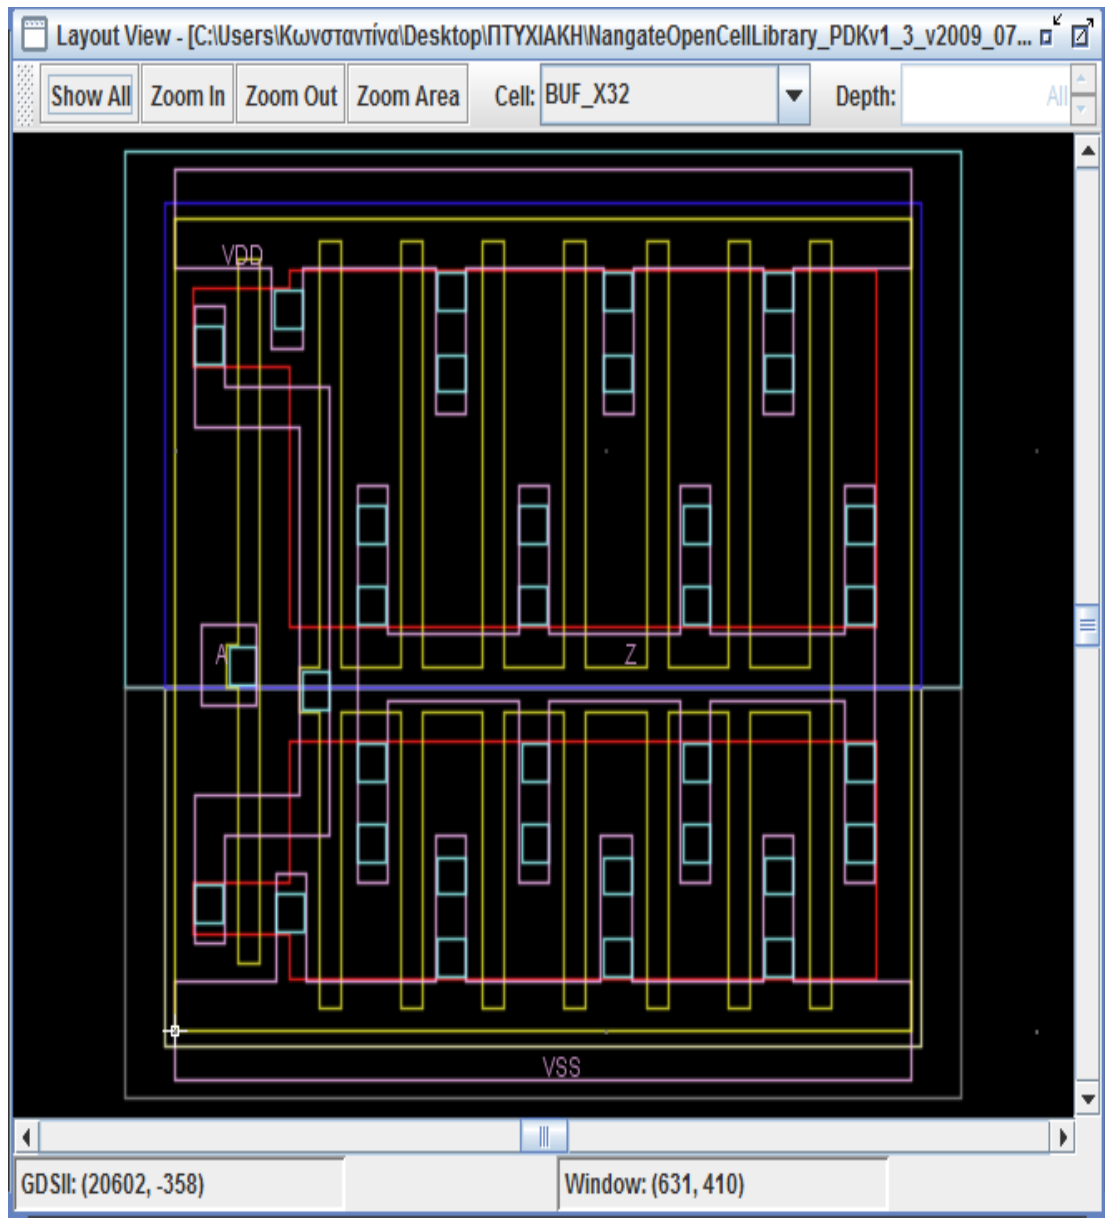 Layout View - [C:\Users\Κωνσταντίνα\Desktop\ΠΤΥΧΙΑΚΗ\NangateOpenCellLibrary_PDKv1_3_v2009_07...
Show All Zoom In Zoom Out Zoom Area Cell: BUF_X32 Depth: All
VDD
A Z
VSS
GDSII: (20602, -358) Window: (631, 410)